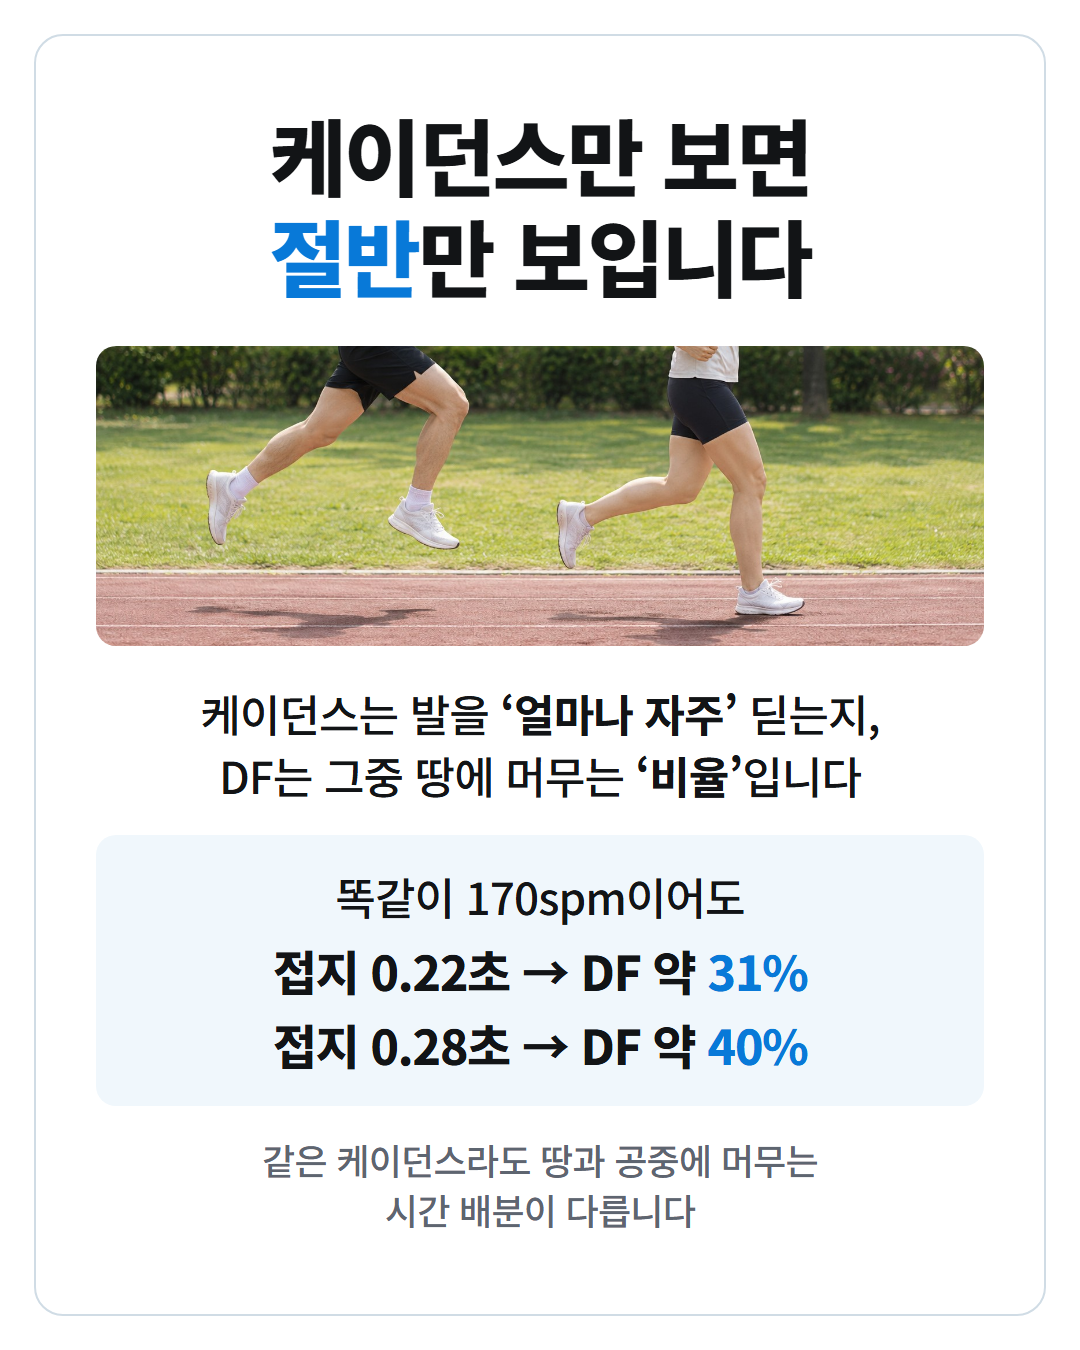 케이던스만 보면
절반만 보입니다
케이던스는 발을 ‘얼마나 자주’ 딛는지,
DF는 그중 땅에 머무는 ‘비율’입니다
똑같이 170spm이어도
접지 0.22초 → DF 약 31%
접지 0.28초 → DF 약 40%
같은 케이던스라도 땅과 공중에 머무는
시간 배분이 다릅니다